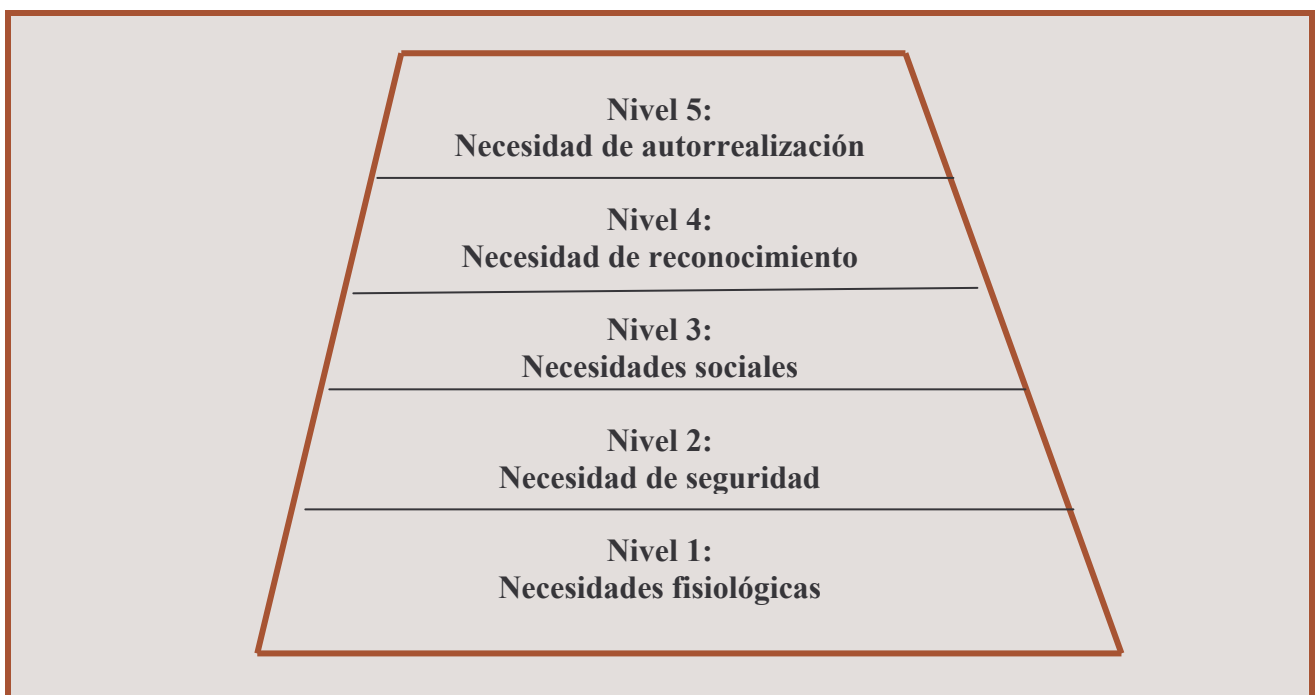 Nivel 5:
Necesidad de autorrealización
Nivel 4:
Necesidad de reconocimiento
Nivel 3:
Necesidades sociales
Nivel 2:
Necesidad de seguridad
Nivel 1:
Necesidades fisiológicas